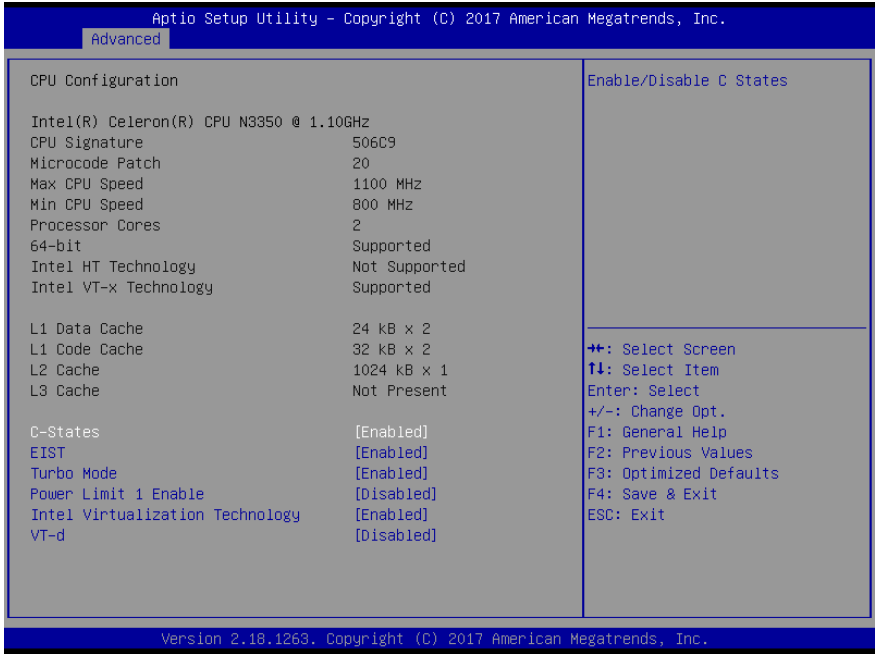 Aptio Setup Utility – Copyright (C) 2017 American Megatrends, Inc.
Advanced
CPU Configuration
Intel(R) Celeron(R) CPU N3350 @ 1.10GHz
CPU Signature 506C9
Microcode Patch 20
Max CPU Speed 1100 MHz
Min CPU Speed 800 MHz
Processor Cores 2
64-bit Supported
Intel HT Technology Not Supported
Intel VT-x Technology Supported
L1 Data Cache 24 kB x 2
L1 Code Cache 32 kB x 2
L2 Cache 1024 kB x 1
L3 Cache Not Present
C-States [Enabled]
EIST [Enabled]
Turbo Mode [Enabled]
Power Limit 1 Enable [Disabled]
Intel Virtualization Technology [Enabled]
VT-d [Disabled]
Enable/Disable C States
→←: Select Screen
↑↓: Select Item
Enter: Select
+/-: Change Opt.
F1: General Help
F2: Previous Values
F3: Optimized Defaults
F4: Save & Exit
ESC: Exit
Version 2.18.1263. Copyright (C) 2017 American Megatrends, Inc.